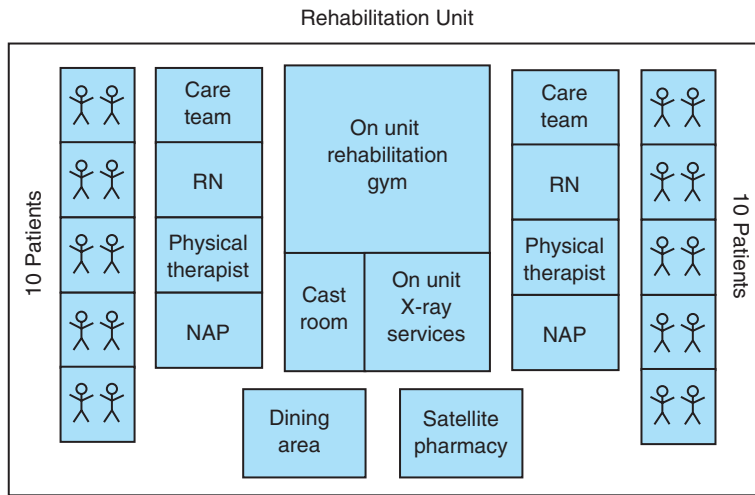 Rehabilitation Unit
10 Patients
Care
team
RN
Physical
therapist
NAP
On unit
rehabilitation
gym
Cast
room
On unit
X-ray
services
Care
team
RN
Physical
therapist
NAP
10 Patients
Dining
area
Satellite
pharmacy